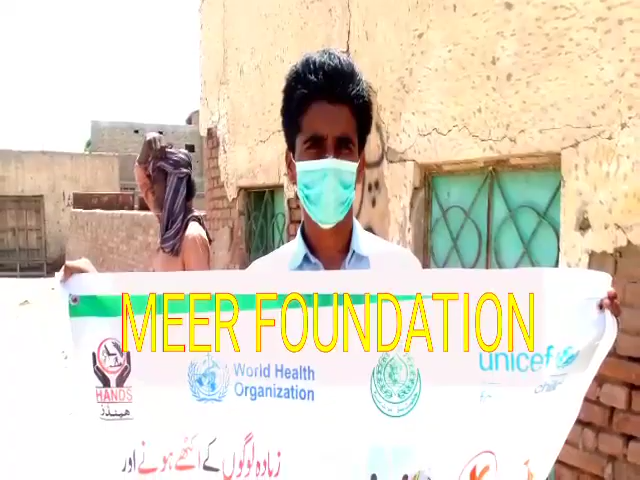 MEER FOUNDATION
HANDS
ہینڈز
World Health
Organization
unicef
زیادہ لوگوں کے اکٹھے ہونے اور